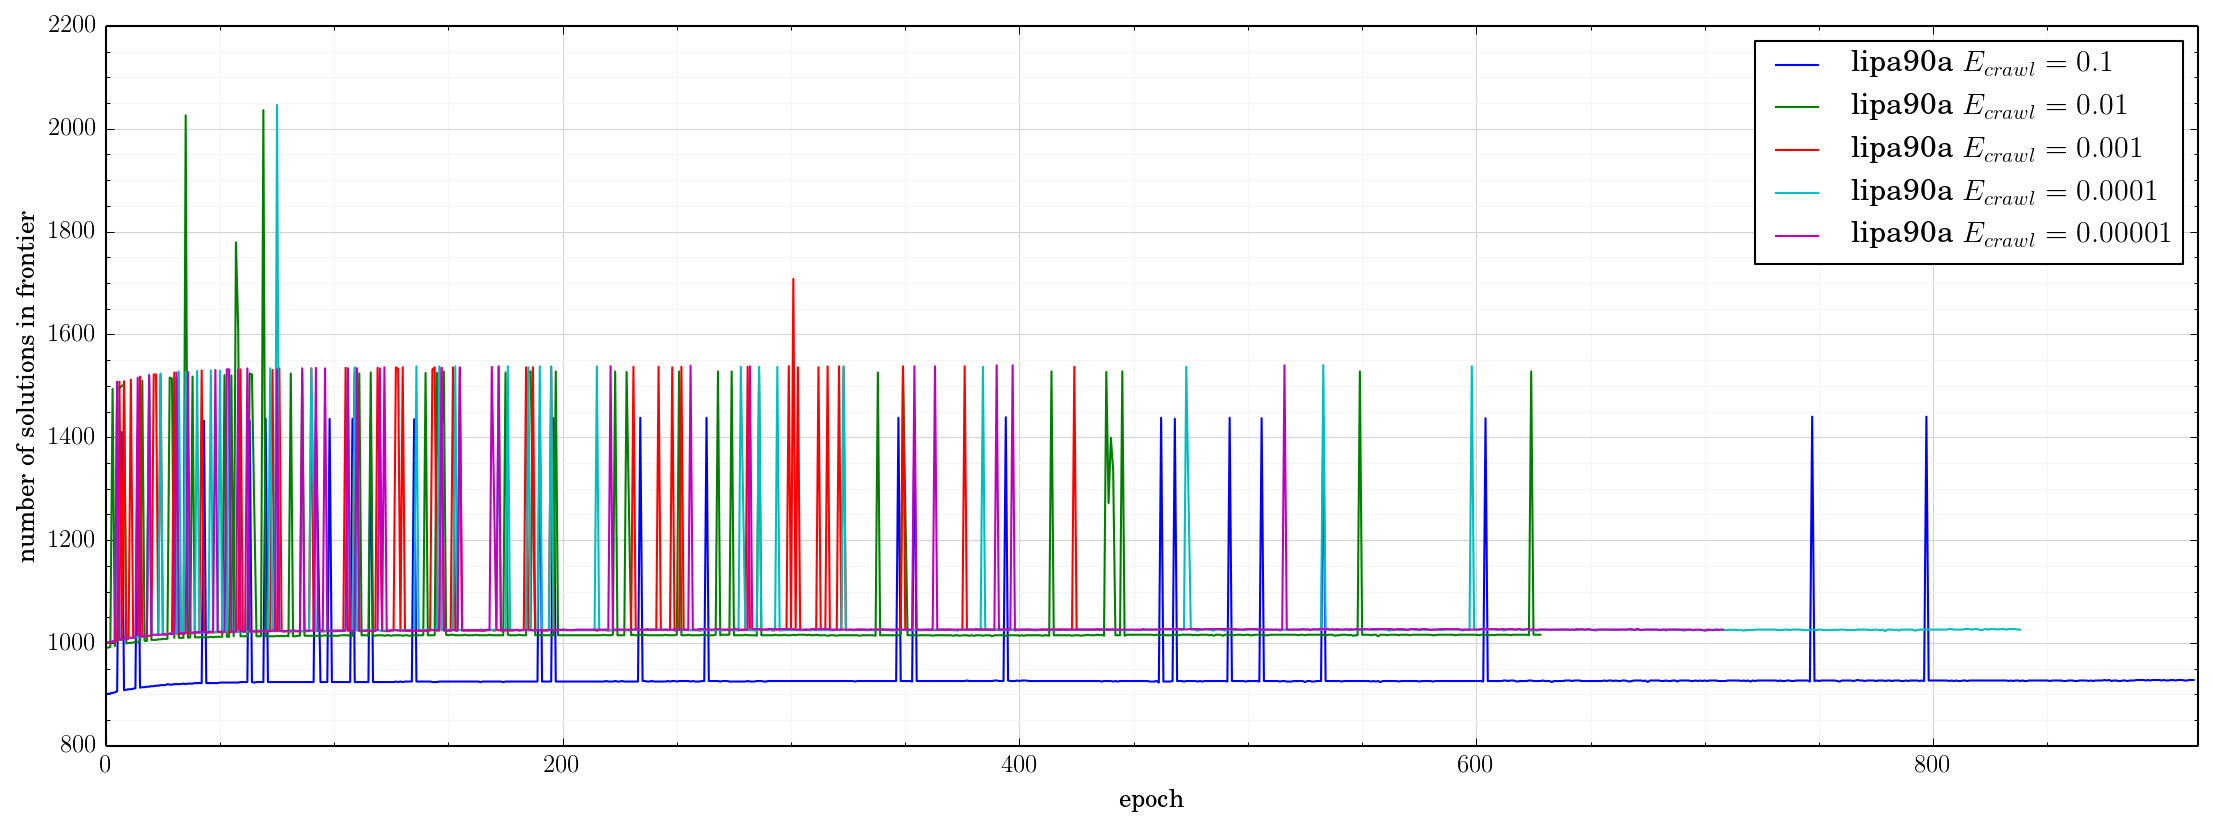 2200
2000
1800
1600
1400
1200
1000
800
number of solutions in frontier
lipa90a E_crawl = 0.1
lipa90a E_crawl = 0.01
lipa90a E_crawl = 0.001
lipa90a E_crawl = 0.0001
lipa90a E_crawl = 0.00001
0 200 400 600 800
epoch